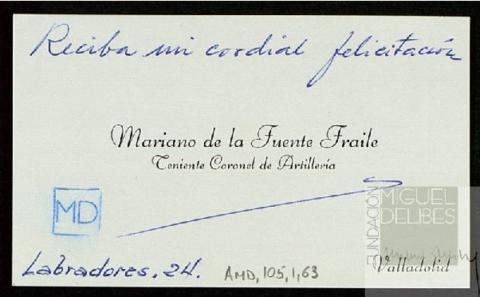 Reciba mi cordial felicitación
Mariano de la Fuente Fraile
Teniente Coronel de Artillería
MD
FUNDACIÓN
MIGUEL
DELIBES
Valladolid
Labradores. 24.
AMD, 105, 1, 63